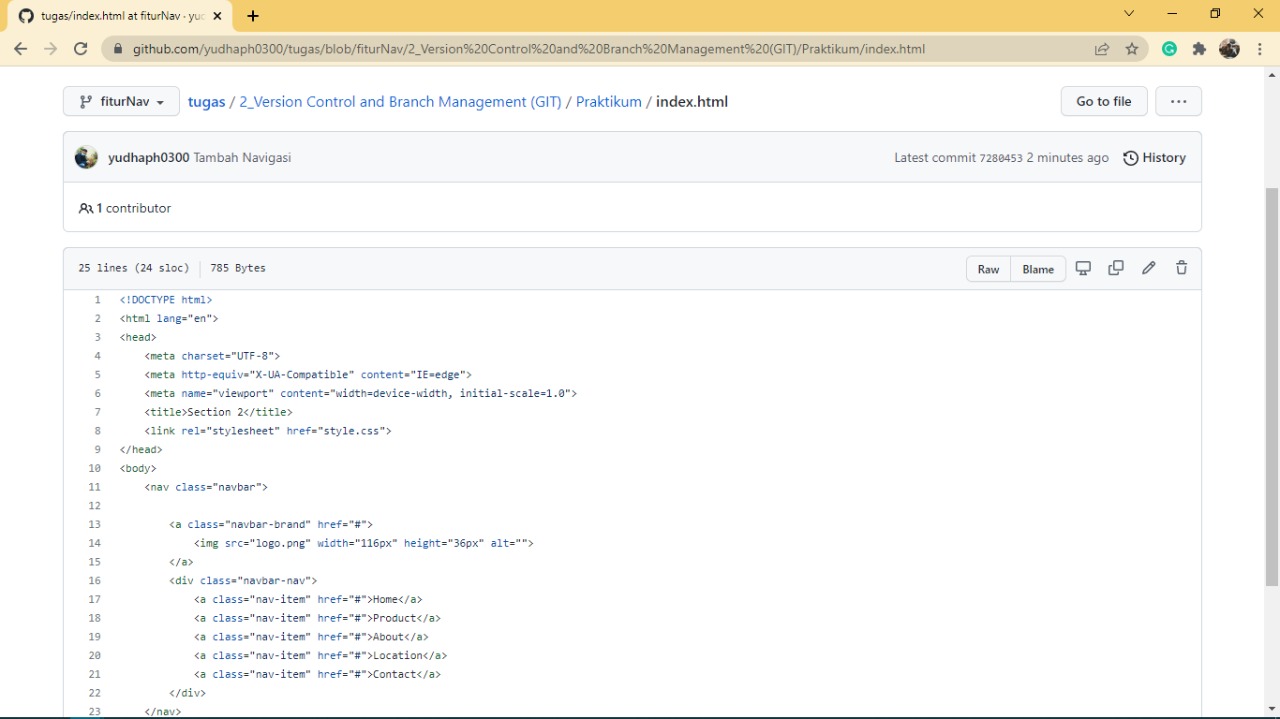 tugas/index.html at fiturNav · yud
github.com/yudhaph0300/tugas/blob/fiturNav/2_Version%20Control%20and%20Branch%20Management%20(GIT)/Praktikum/index.html
fiturNav tugas / 2_Version Control and Branch Management (GIT) / Praktikum / index.html Go to file ...
yudhaph0300 Tambah Navigasi Latest commit 7280453 2 minutes ago History
1 contributor
25 lines (24 sloc) 785 Bytes Raw Blame
1 <!DOCTYPE html>
2 <html lang="en">
3 <head>
4 <meta charset="UTF-8">
5 <meta http-equiv="X-UA-Compatible" content="IE=edge">
6 <meta name="viewport" content="width=device-width, initial-scale=1.0">
7 <title>Section 2</title>
8 <link rel="stylesheet" href="style.css">
9 </head>
10 <body>
11 <nav class="navbar">
12
13 <a class="navbar-brand" href="#">
14 <img src="logo.png" width="116px" height="36px" alt="">
15 </a>
16 <div class="navbar-nav">
17 <a class="nav-item" href="#">Home</a>
18 <a class="nav-item" href="#">Product</a>
19 <a class="nav-item" href="#">About</a>
20 <a class="nav-item" href="#">Location</a>
21 <a class="nav-item" href="#">Contact</a>
22 </div>
23 </nav>